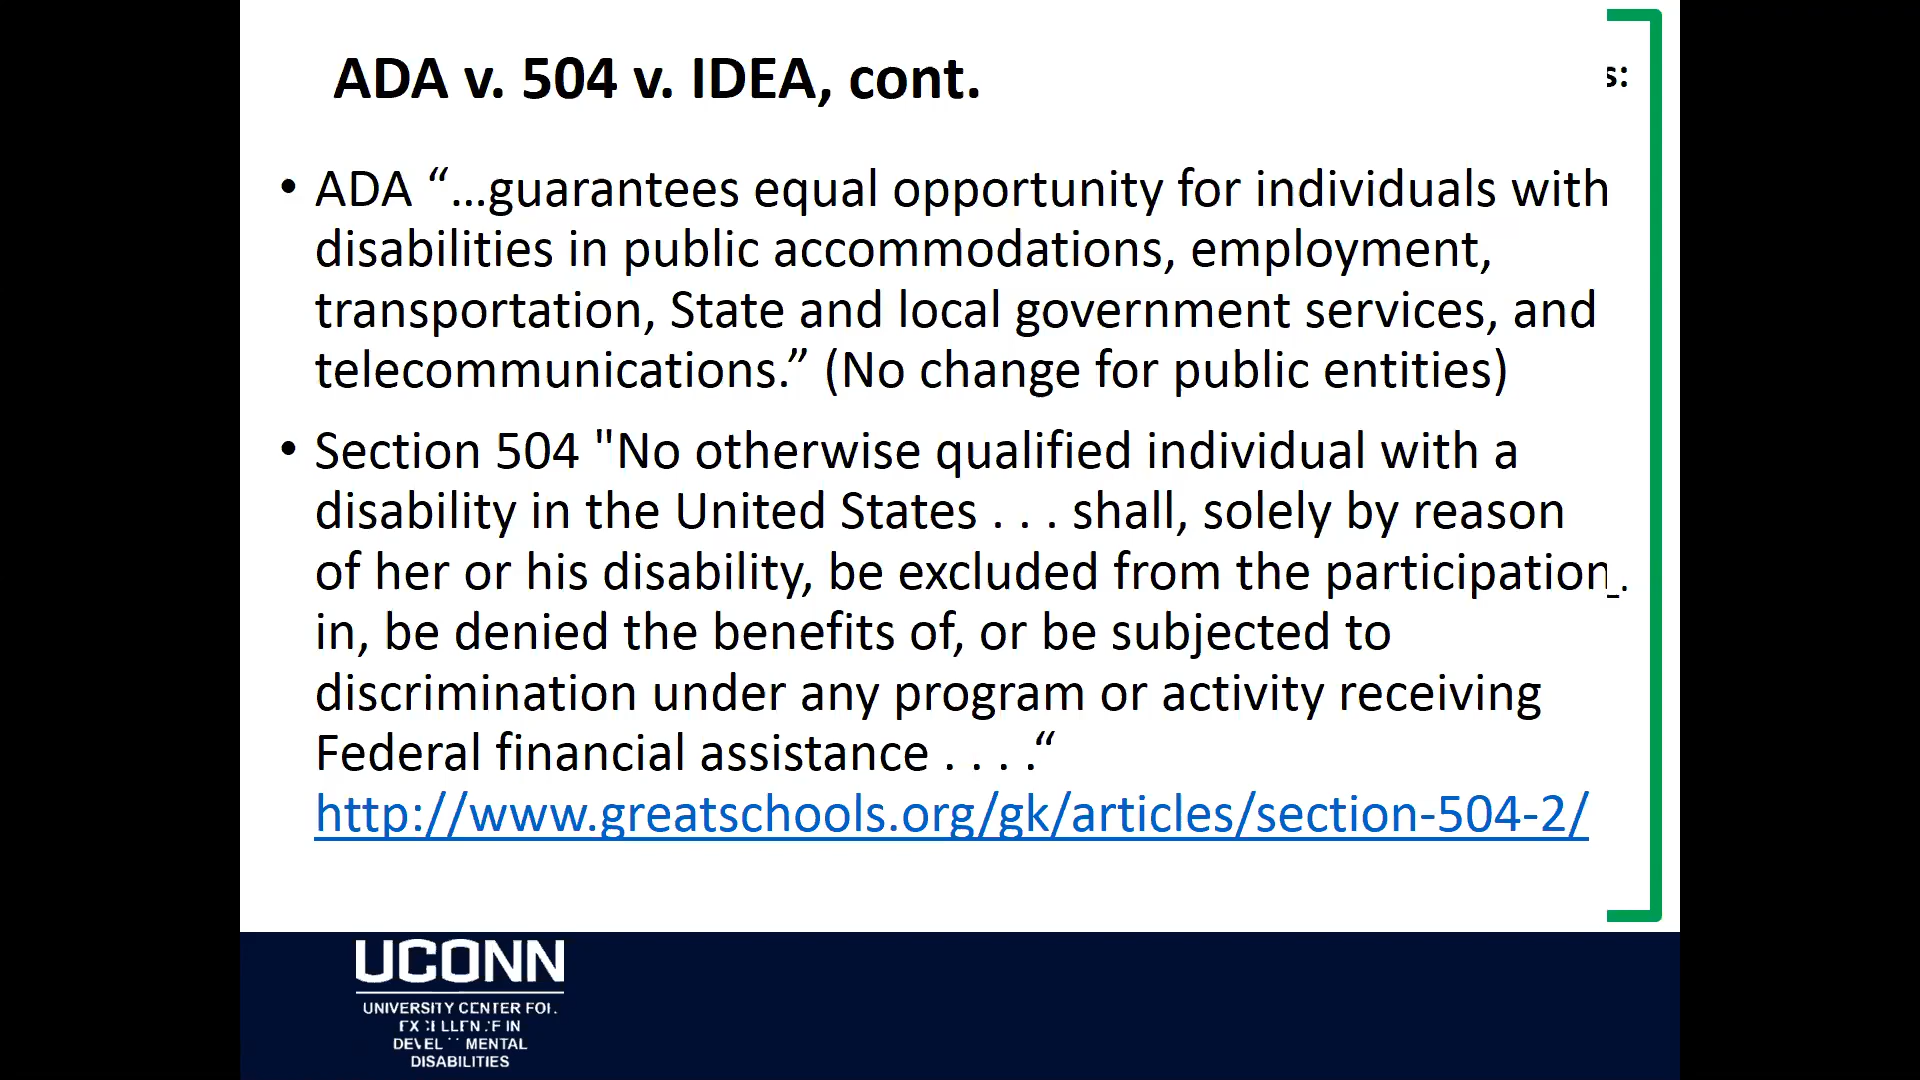 ADA v. 504 v. IDEA, cont.
s:
• ADA “…guarantees equal opportunity for individuals with
disabilities in public accommodations, employment,
transportation, State and local government services, and
telecommunications.” (No change for public entities)
• Section 504 "No otherwise qualified individual with a
disability in the United States . . . shall, solely by reason
of her or his disability, be excluded from the participation
in, be denied the benefits of, or be subjected to
discrimination under any program or activity receiving
Federal financial assistance . . . .“
http://www.greatschools.org/gk/articles/section-504-2/
UCONN
UNIVERSITY CENTER FOR
EXCELLENCE IN
DEVELOPMENTAL
DISABILITIES